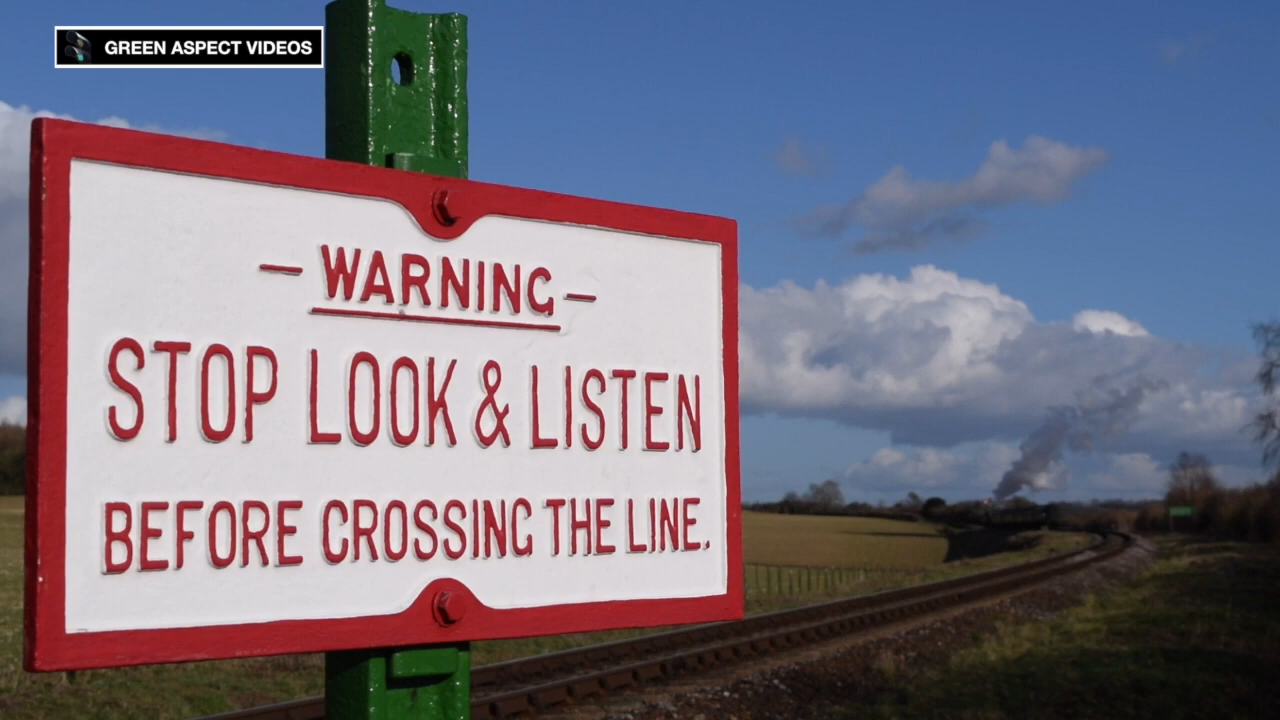 GREEN ASPECT VIDEOS
— WARNING —
STOP LOOK & LISTEN
BEFORE CROSSING THE LINE.